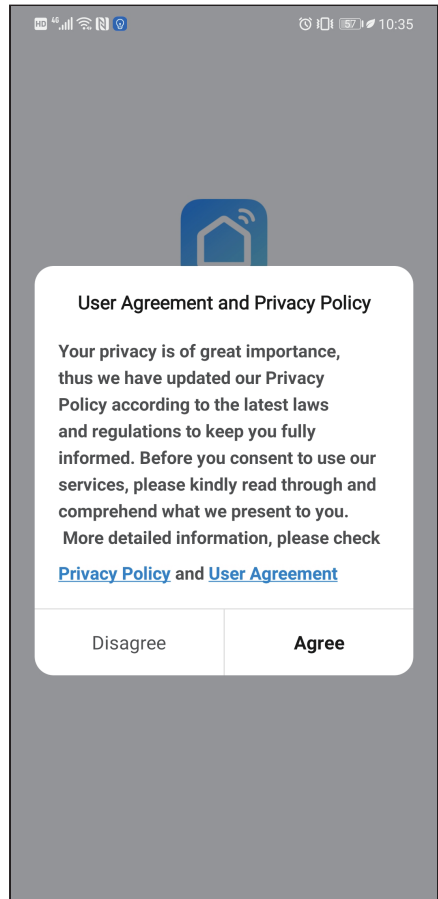 HD 4G 57 10:35
User Agreement and Privacy Policy
Your privacy is of great importance,
thus we have updated our Privacy
Policy according to the latest laws
and regulations to keep you fully
informed. Before you consent to use our
services, please kindly read through and
comprehend what we present to you.
More detailed information, please check
Privacy Policy and User Agreement
Disagree Agree